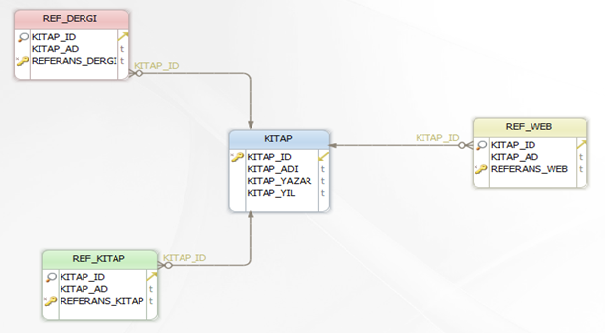 REF_DERGI
KITAP_ID
KITAP_AD t
REFERANS_DERGI t
KITAP_ID
KITAP
KITAP_ID
KITAP_ADI t
KITAP_YAZAR t
KITAP_YIL t
KITAP_ID
REF_WEB
KITAP_ID
KITAP_AD t
REFERANS_WEB t
REF_KITAP
KITAP_ID
KITAP_AD t
REFERANS_KITAP t
KITAP_ID